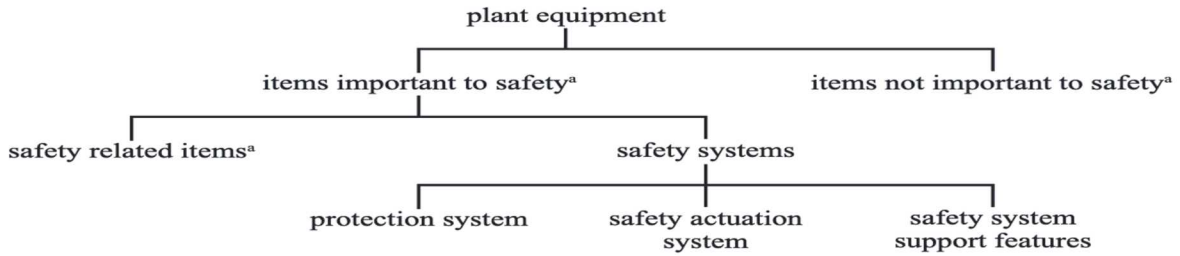 plant equipment
items important to safetyᵃ
items not important to safetyᵃ
safety related itemsᵃ
safety systems
protection system
safety actuation
system
safety system
support features